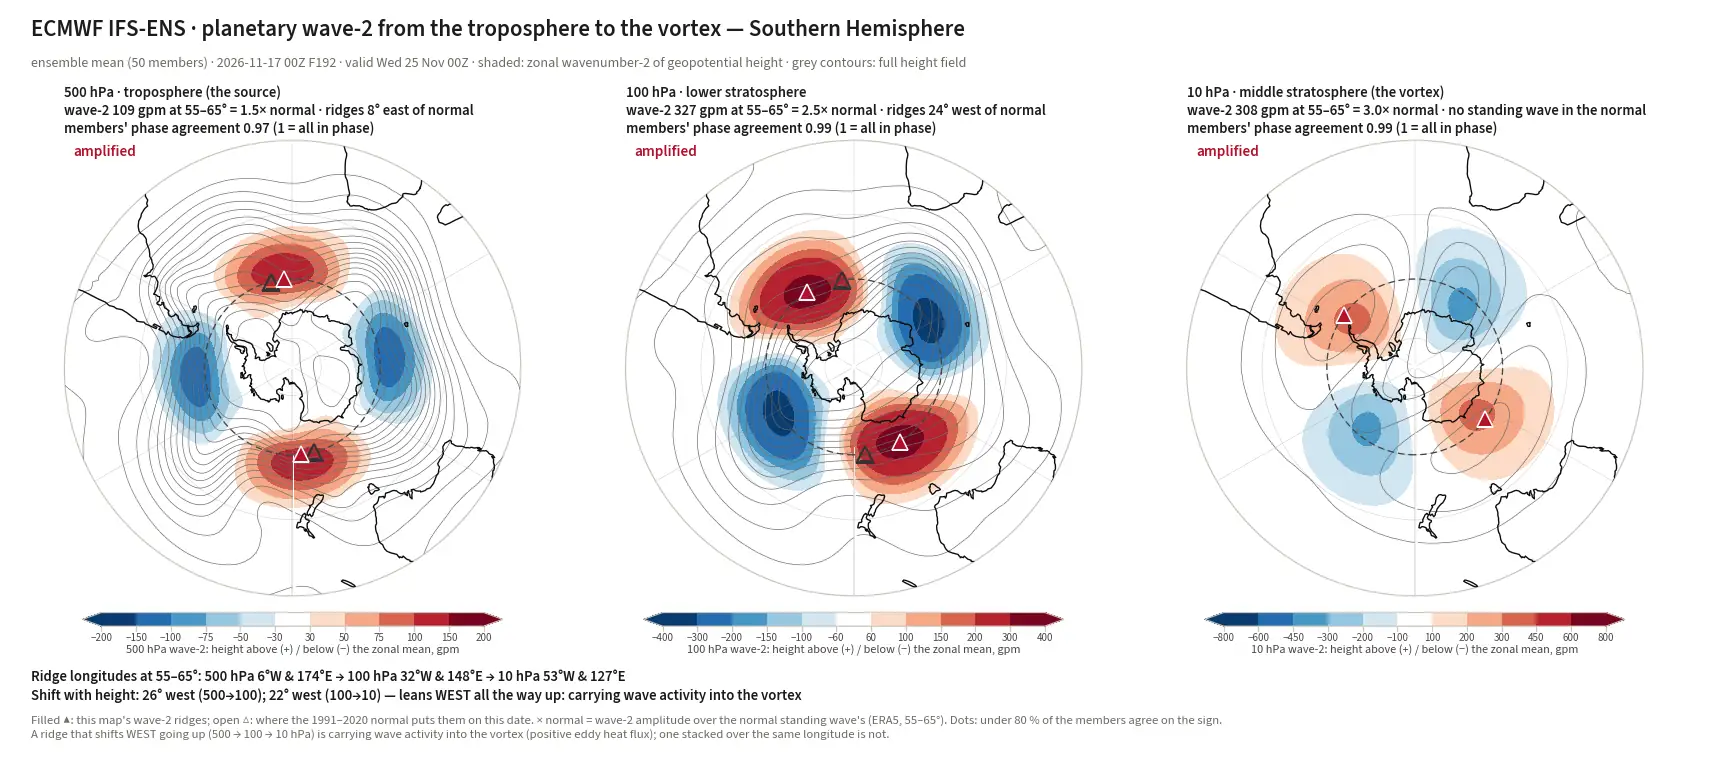 ECMWF IFS-ENS · planetary wave-2 from the troposphere to the vortex — Southern Hemisphere
ensemble mean (50 members) · 2026-11-17 00Z F192 · valid Wed 25 Nov 00Z · shaded: zonal wavenumber-2 of geopotential height · grey contours: full height field
500 hPa · troposphere (the source)
wave-2 109 gpm at 55–65° = 1.5× normal · ridges 8° east of normal
members' phase agreement 0.97 (1 = all in phase)
amplified
100 hPa · lower stratosphere
wave-2 327 gpm at 55–65° = 2.5× normal · ridges 24° west of normal
members' phase agreement 0.99 (1 = all in phase)
amplified
10 hPa · middle stratosphere (the vortex)
wave-2 308 gpm at 55–65° = 3.0× normal · no standing wave in the normal
members' phase agreement 0.99 (1 = all in phase)
amplified
−200 −150 −100 −75 −50 −30 30 50 75 100 150 200
500 hPa wave-2: height above (+) / below (−) the zonal mean, gpm
−400 −300 −200 −150 −100 −60 60 100 150 200 300 400
100 hPa wave-2: height above (+) / below (−) the zonal mean, gpm
−800 −600 −450 −300 −200 −100 100 200 300 450 600 800
10 hPa wave-2: height above (+) / below (−) the zonal mean, gpm
Ridge longitudes at 55–65°: 500 hPa 6°W & 174°E → 100 hPa 32°W & 148°E → 10 hPa 53°W & 127°E
Shift with height: 26° west (500→100); 22° west (100→10) — leans WEST all the way up: carrying wave activity into the vortex
Filled ▲: this map's wave-2 ridges; open △: where the 1991–2020 normal puts them on this date. × normal = wave-2 amplitude over the normal standing wave's (ERA5, 55–65°). Dots: under 80 % of the members agree on the sign.
A ridge that shifts WEST going up (500 → 100 → 10 hPa) is carrying wave activity into the vortex (positive eddy heat flux); one stacked over the same longitude is not.